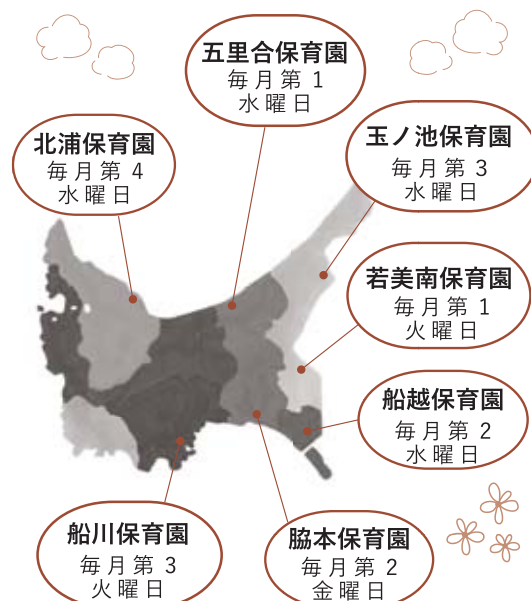 五里合保育園
毎月第1
水曜日
北浦保育園
毎月第4
水曜日
玉ノ池保育園
毎月第3
水曜日
若美南保育園
毎月第1
火曜日
船越保育園
毎月第2
水曜日
船川保育園
毎月第3
火曜日
脇本保育園
毎月第2
金曜日